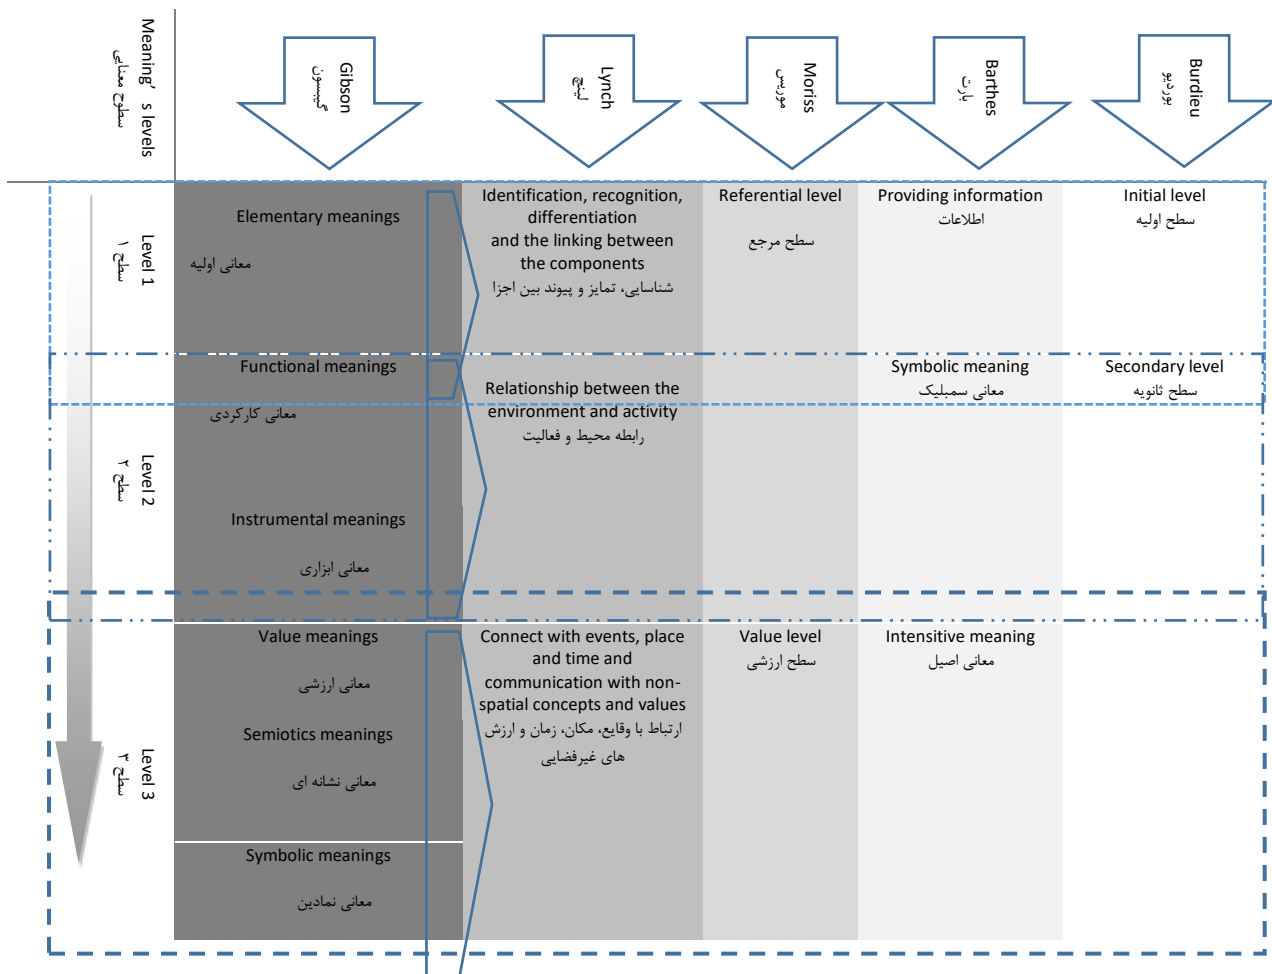 Meaning’s levels
سطوح معنایی
Gibson
گیبسون
Lynch
لینچ
Moriss
موریس
Barthes
بارت
Burdieu
بوردیو
Level 1
سطح ۱
Elementary meanings
معانی اولیه
Identification, recognition,
differentiation
and the linking between
the components
شناسایی، تمایز و پیوند بین اجزا
Referential level
سطح مرجع
Providing information
اطلاعات
Initial level
سطح اولیه
Level 2
سطح ۲
Functional meanings
معانی کارکردی
Instrumental meanings
معانی ابزاری
Relationship between the
environment and activity
رابطه محیط و فعالیت
Symbolic meaning
معانی سمبلیک
Secondary level
سطح ثانویه
Level 3
سطح ۳
Value meanings
معانی ارزشی
Semiotics meanings
معانی نشانه ای
Symbolic meanings
معانی نمادین
Connect with events, place
and time and
communication with non-
spatial concepts and values
ارتباط با وقایع، مکان، زمان و ارزش
های غیرفضایی
Value level
سطح ارزشی
Intensitive meaning
معانی اصیل